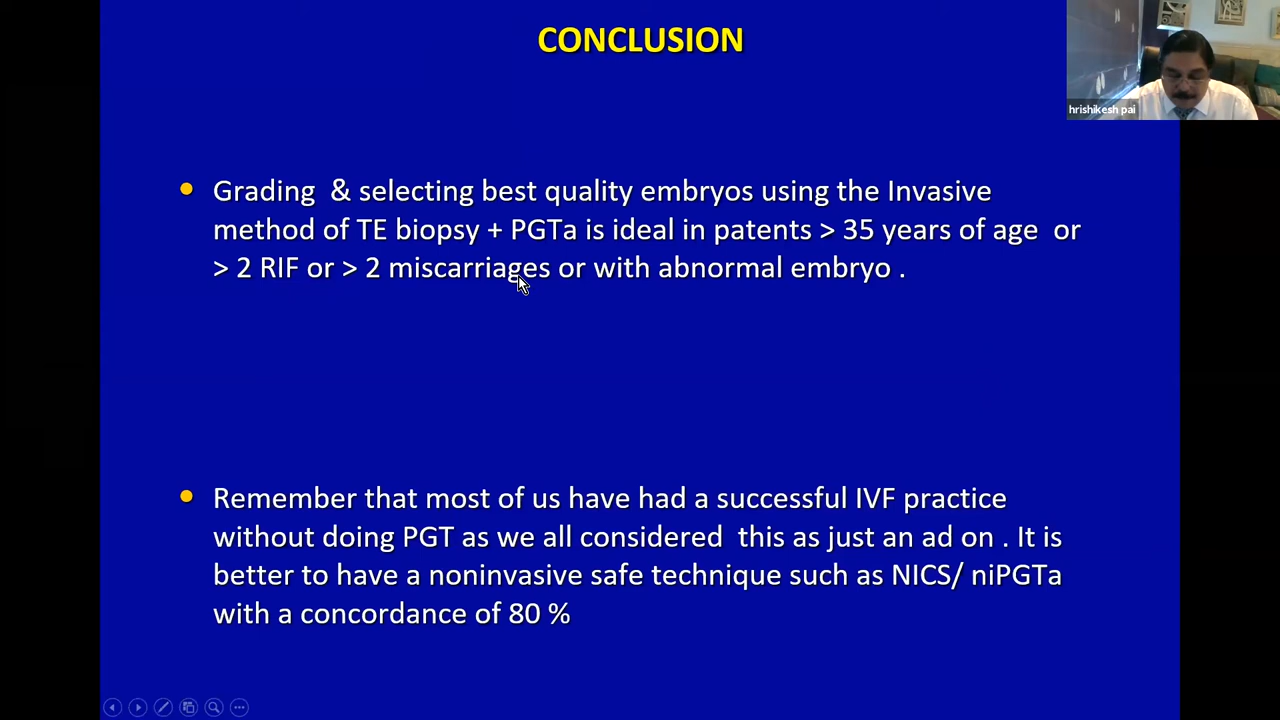 CONCLUSION
hrishikesh pai
Grading & selecting best quality embryos using the Invasive
method of TE biopsy + PGTa is ideal in patents > 35 years of age or
> 2 RIF or > 2 miscarriages or with abnormal embryo .
Remember that most of us have had a successful IVF practice
without doing PGT as we all considered this as just an ad on . It is
better to have a noninvasive safe technique such as NICS/ niPGTa
with a concordance of 80 %